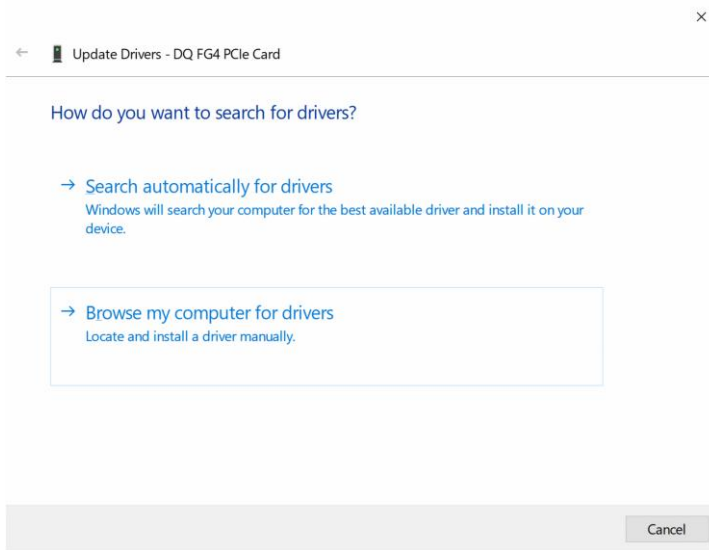 Update Drivers - DQ FG4 PCIe Card
How do you want to search for drivers?
Search automatically for drivers
Windows will search your computer for the best available driver and install it on your
device.
Browse my computer for drivers
Locate and install a driver manually.
Cancel